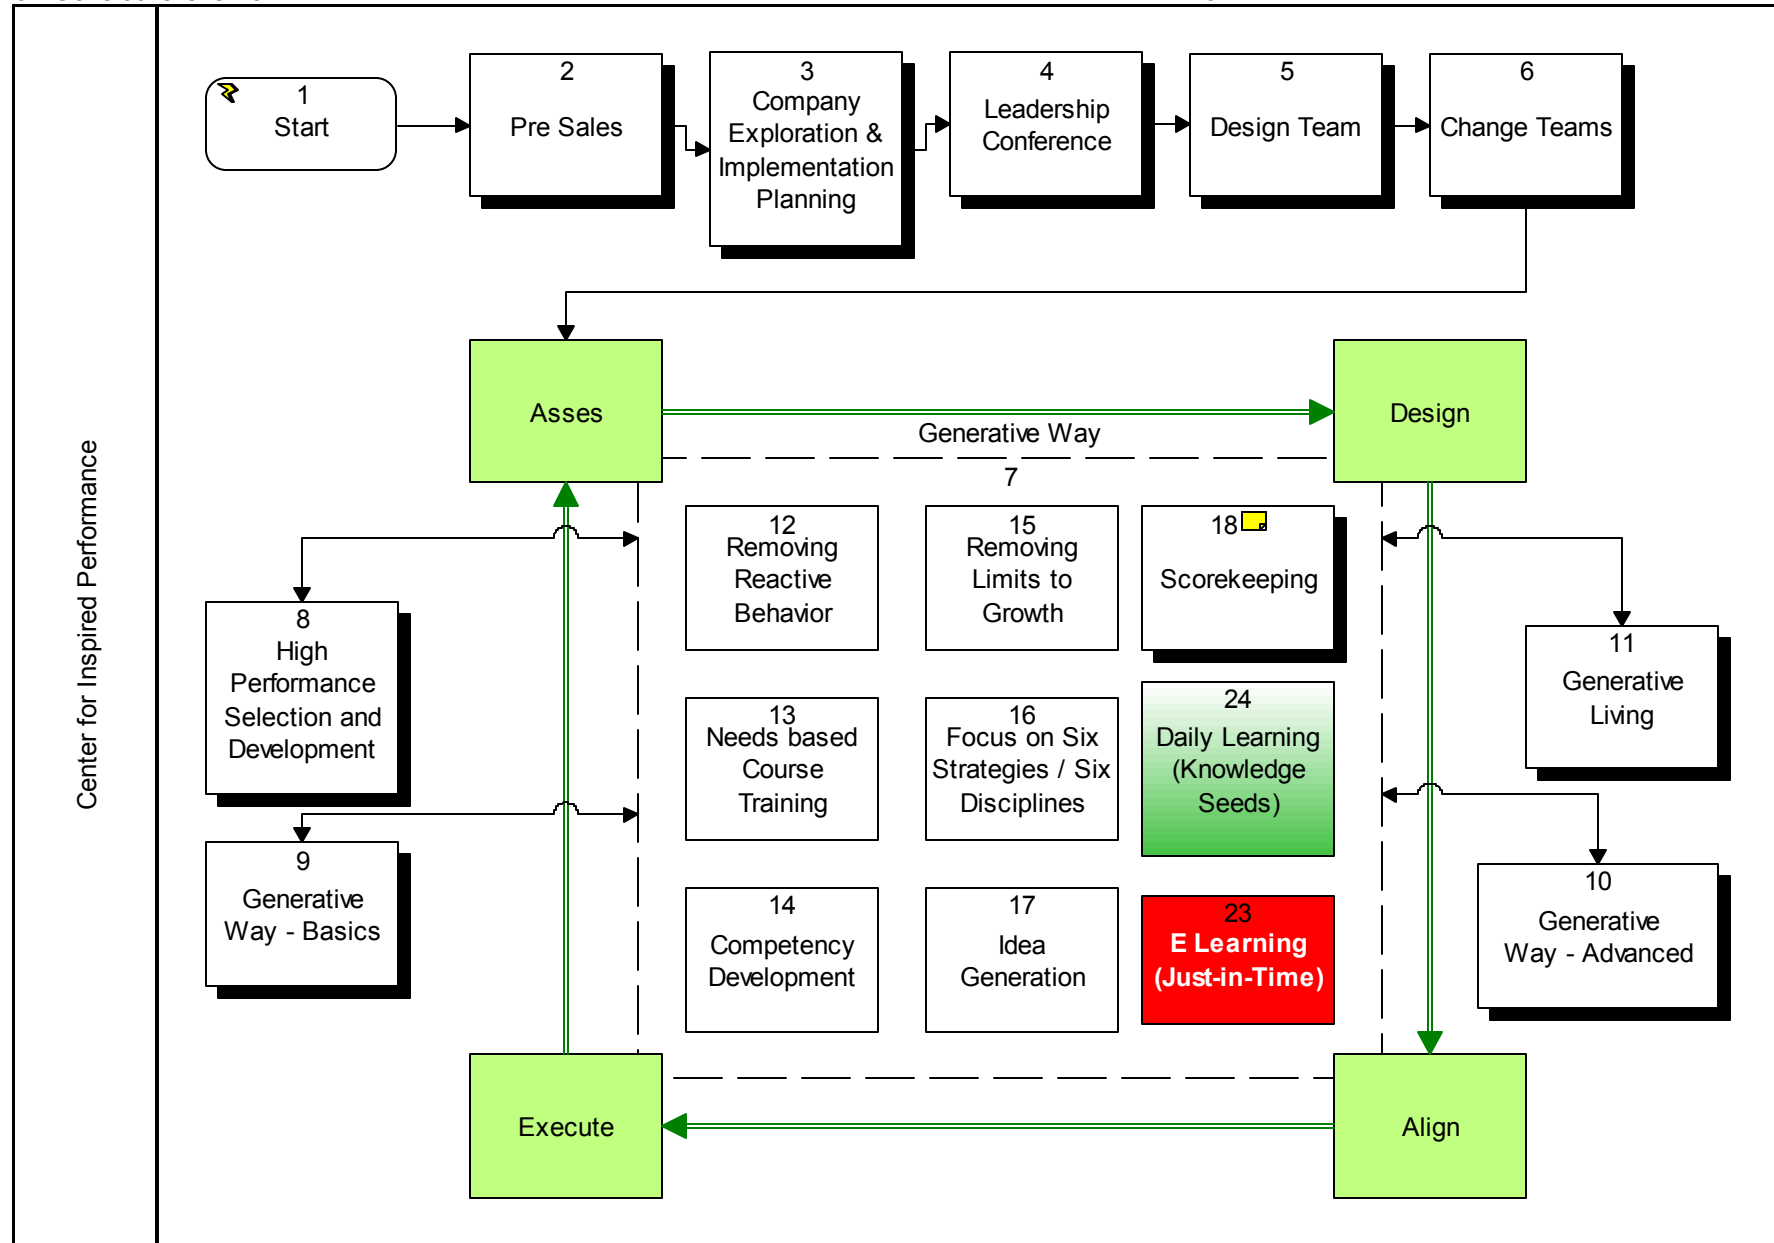 Center for Inspired Performance
1
Start
2
Pre Sales
3
Company
Exploration &
Implementation
Planning
4
Leadership
Conference
5
Design Team
6
Change Teams
Asses
Design
Generative Way
7
12
Removing
Reactive
Behavior
15
Removing
Limits to
Growth
18
Scorekeeping
8
High
Performance
Selection and
Development
11
Generative
Living
13
Needs based
Course
Training
16
Focus on Six
Strategies / Six
Disciplines
24
Daily Learning
(Knowledge
Seeds)
9
Generative
Way - Basics
10
Generative
Way - Advanced
14
Competency
Development
17
Idea
Generation
23
E Learning
(Just-in-Time)
Execute
Align